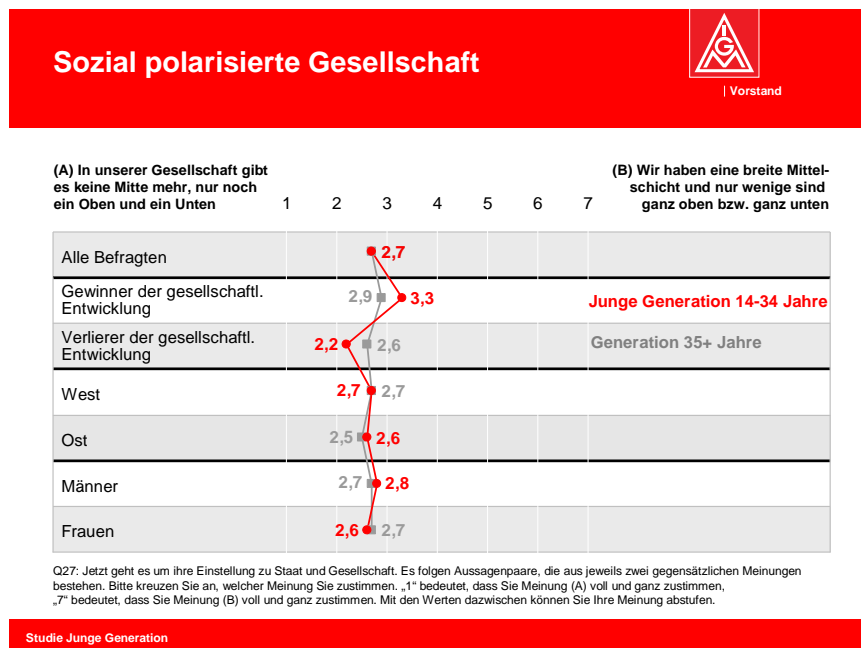 Sozial polarisierte Gesellschaft
IGM
| Vorstand
(A) In unserer Gesellschaft gibt
es keine Mitte mehr, nur noch
ein Oben und ein Unten
1 2 3 4 5 6 7
(B) Wir haben eine breite Mittel-
schicht und nur wenige sind
ganz oben bzw. ganz unten
Alle Befragten
2,7
Gewinner der gesellschaftl.
Entwicklung
2,9 3,3
Junge Generation 14-34 Jahre
Verlierer der gesellschaftl.
Entwicklung
2,2 2,6
Generation 35+ Jahre
West
2,7 2,7
Ost
2,5 2,6
Männer
2,7 2,8
Frauen
2,6 2,7
Q27: Jetzt geht es um ihre Einstellung zu Staat und Gesellschaft. Es folgen Aussagenpaare, die aus jeweils zwei gegensätzlichen Meinungen
bestehen. Bitte kreuzen Sie an, welcher Meinung Sie zustimmen. „1“ bedeutet, dass Sie Meinung (A) voll und ganz zustimmen,
„7“ bedeutet, dass Sie Meinung (B) voll und ganz zustimmen. Mit den Werten dazwischen können Sie Ihre Meinung abstufen.
Studie Junge Generation